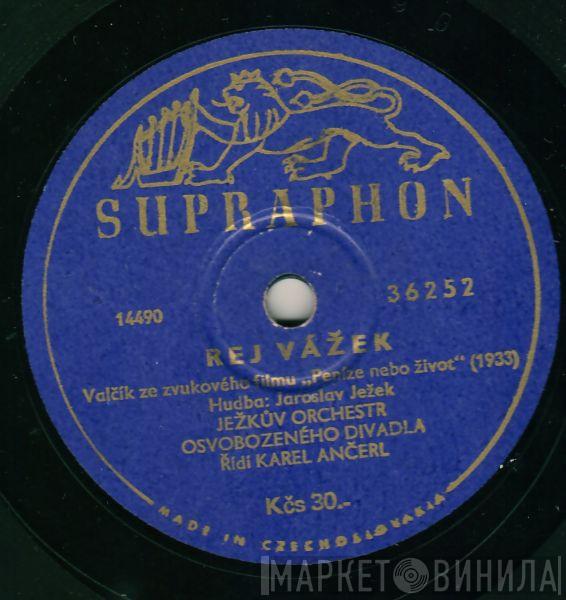 SUPRAPHON
14490
36252
REJ VÁŽEK
Valčík ze zvukového filmu „Peníze nebo život“ (1933)
Hudba: Jaroslav Ježek
JEŽKŮV ORCHESTR
OSVOBOZENÉHO DIVADLA
Řídí KAREL ANČERL
Kčs 30.-
MADE IN CZECHOSLOVAKIA
МАРКЕТ ВИНИЛА